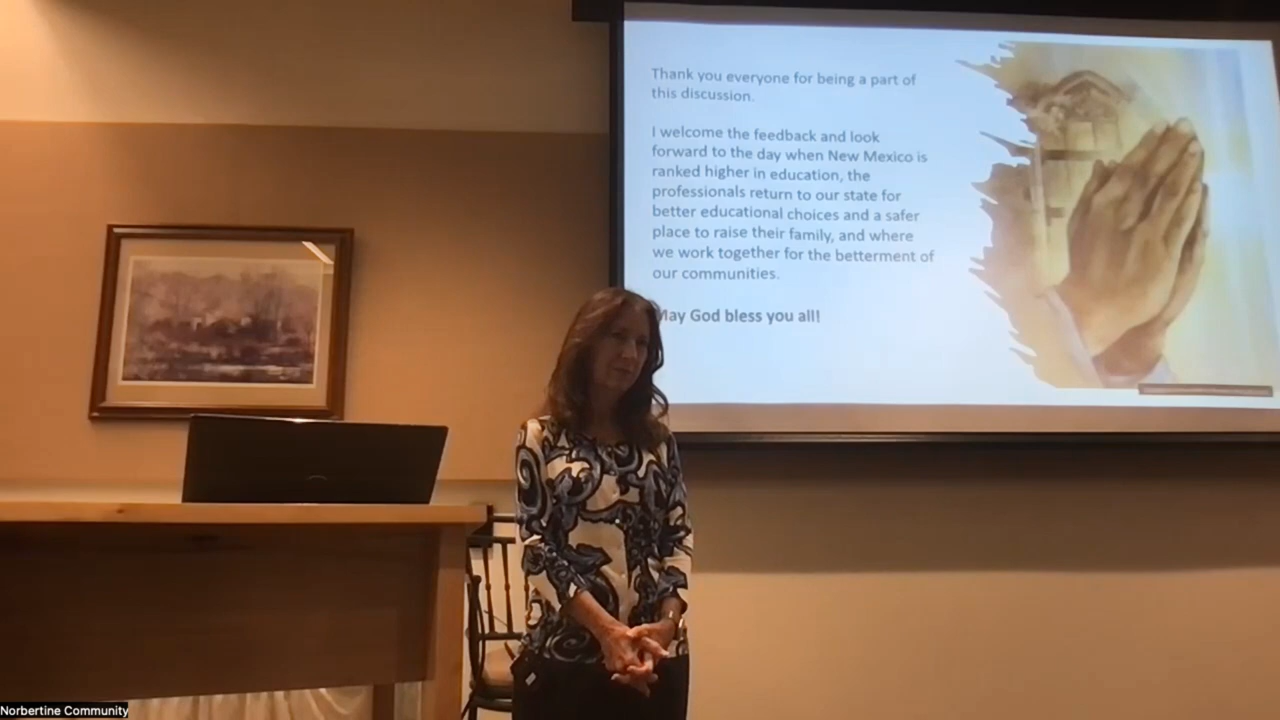 Thank you everyone for being a part of
this discussion.
I welcome the feedback and look
forward to the day when New Mexico is
ranked higher in education, the
professionals return to our state for
better educational choices and a safer
place to raise their family, and where
we work together for the betterment of
our communities.
May God bless you all!
Norbertine Community